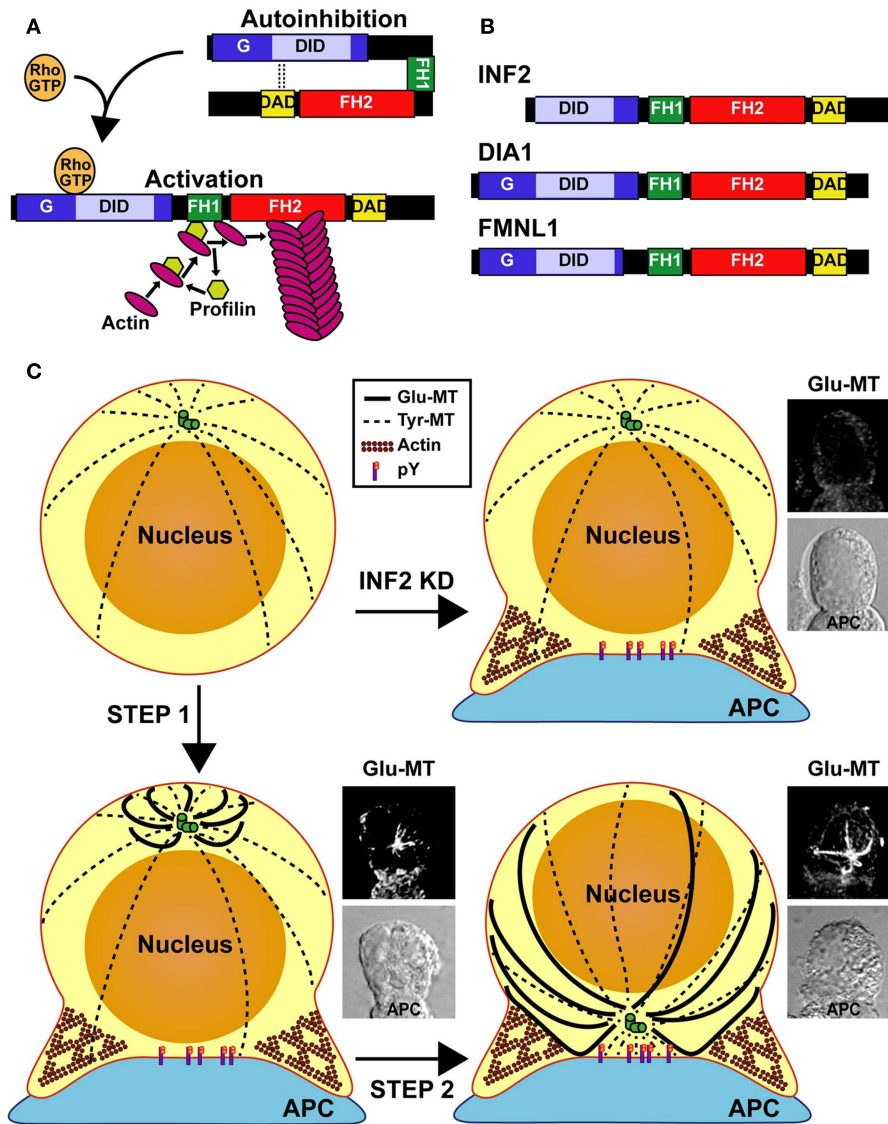 A
Autoinhibition
G DID
FH1
DAD FH2
Rho
GTP
Rho
GTP
Activation
G DID FH1 FH2 DAD
Actin
Profilin
B
INF2
DID FH1 FH2 DAD
DIA1
G DID FH1 FH2 DAD
FMNL1
G DID FH1 FH2 DAD
C
Nucleus
Glu-MT
Tyr-MT
Actin
pY
INF2 KD
Nucleus
APC
Glu-MT
APC
STEP 1
Nucleus
APC
Glu-MT
APC
STEP 2
Nucleus
APC
Glu-MT
APC